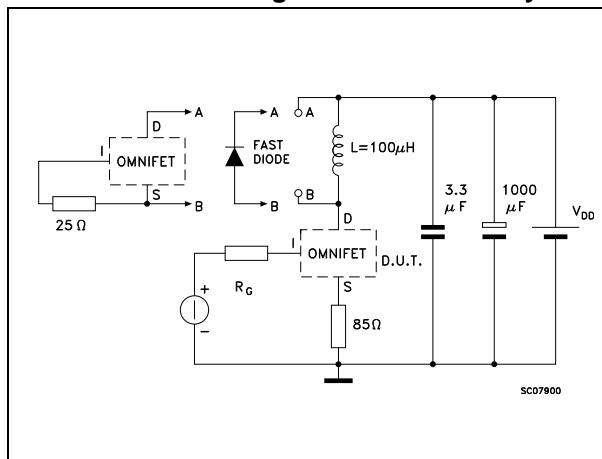 A
D
OMNIFET
I
S
25 Ω
B
A
FAST
DIODE
B
A
L=100μH
B
D
I
OMNIFET
D.U.T.
S
RG
+
-
85Ω
3.3
μF
1000
μF
VDD
SC07900